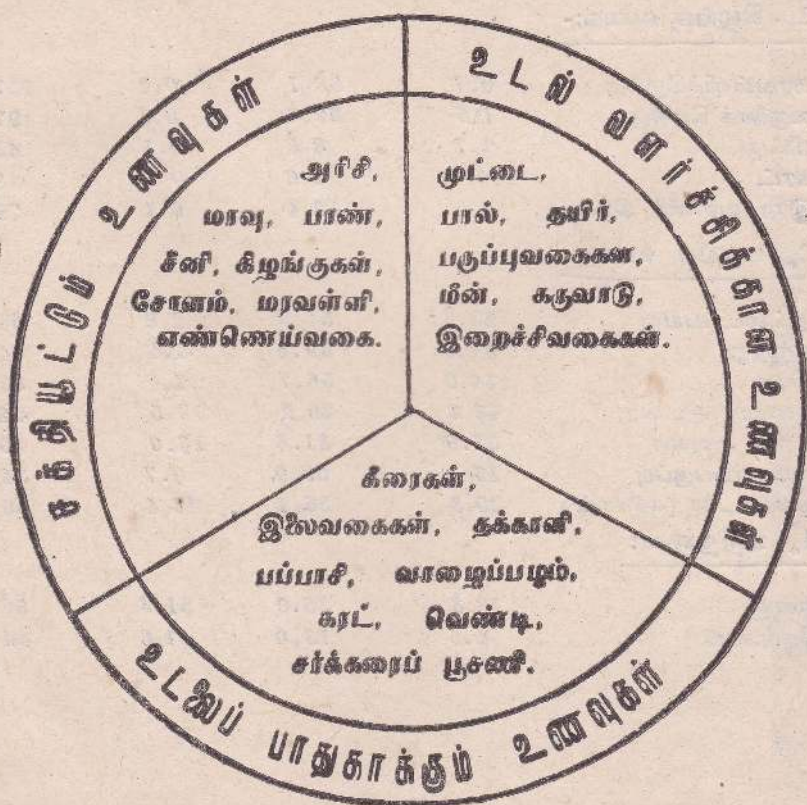 சக்தியூட்டும் உணவுகள்
அரிசி,
மாவு, பாண்,
சீனி, கிழங்குகள்,
சோளம், மரவள்ளி,
எண்ணெய்வகை.
உடல் வளர்ச்சிக்கான உணவுகள்
முட்டை,
பால், தயிர்,
பருப்புவகைகள,
மீன், கருவாடு,
இறைச்சிவகைகள்.
கீரைகள்,
இலைவகைகள், தக்காளி,
பப்பாசி, வாழைப்பழம்,
கரட், வெண்டி,
சர்க்கரைப் பூசணி.
உடலைப் பாதுகாக்கும் உணவுகள்